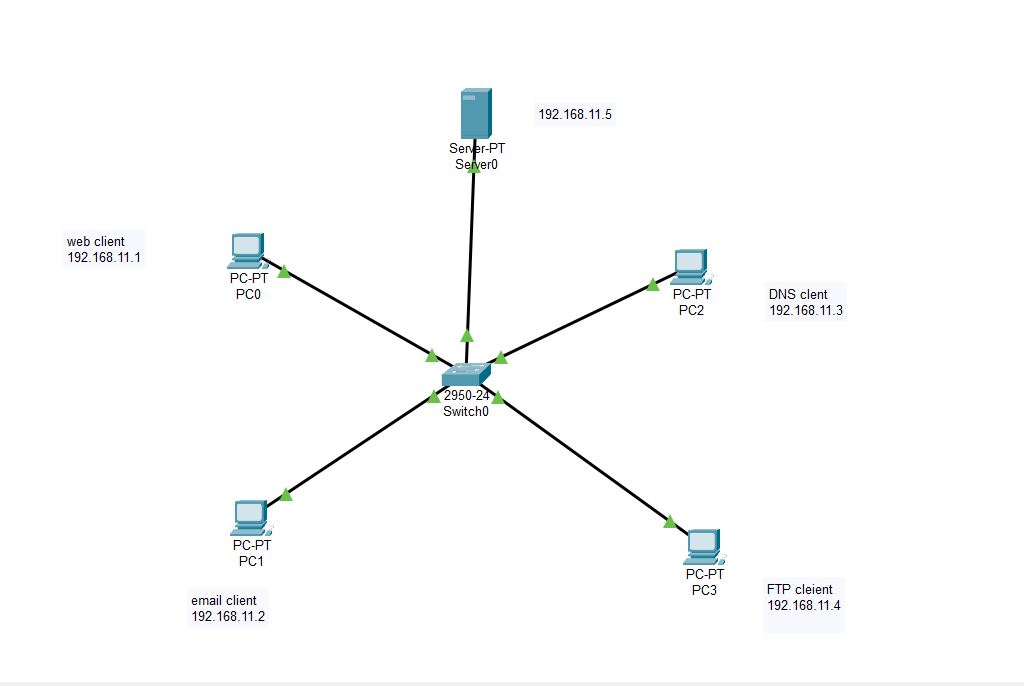 192.168.11.5
Server-PT
Server0
web client
192.168.11.1
PC-PT
PC0
PC-PT
PC2
DNS clent
192.168.11.3
2950-24
Switch0
PC-PT
PC1
email client
192.168.11.2
PC-PT
PC3
FTP cleient
192.168.11.4